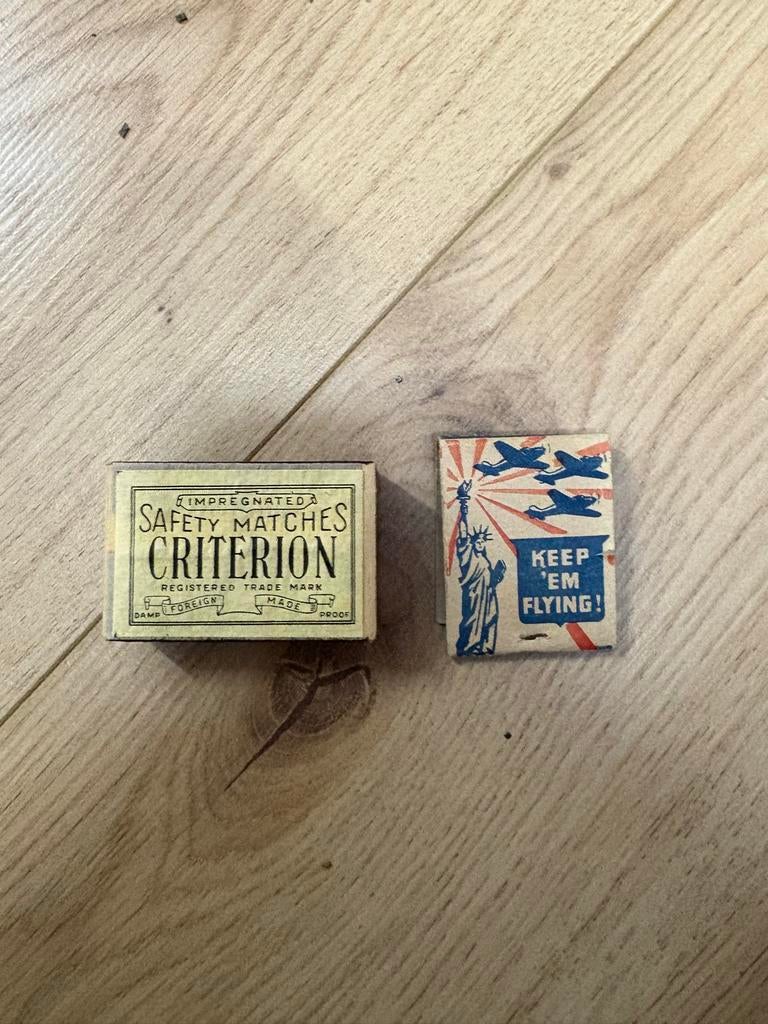 IMPREGNATED
SAFETY MATCHES
CRITERION
REGISTERED TRADE MARK
FOREIGN MADE
DAMP PROOF
KEEP
'EM
FLYING!